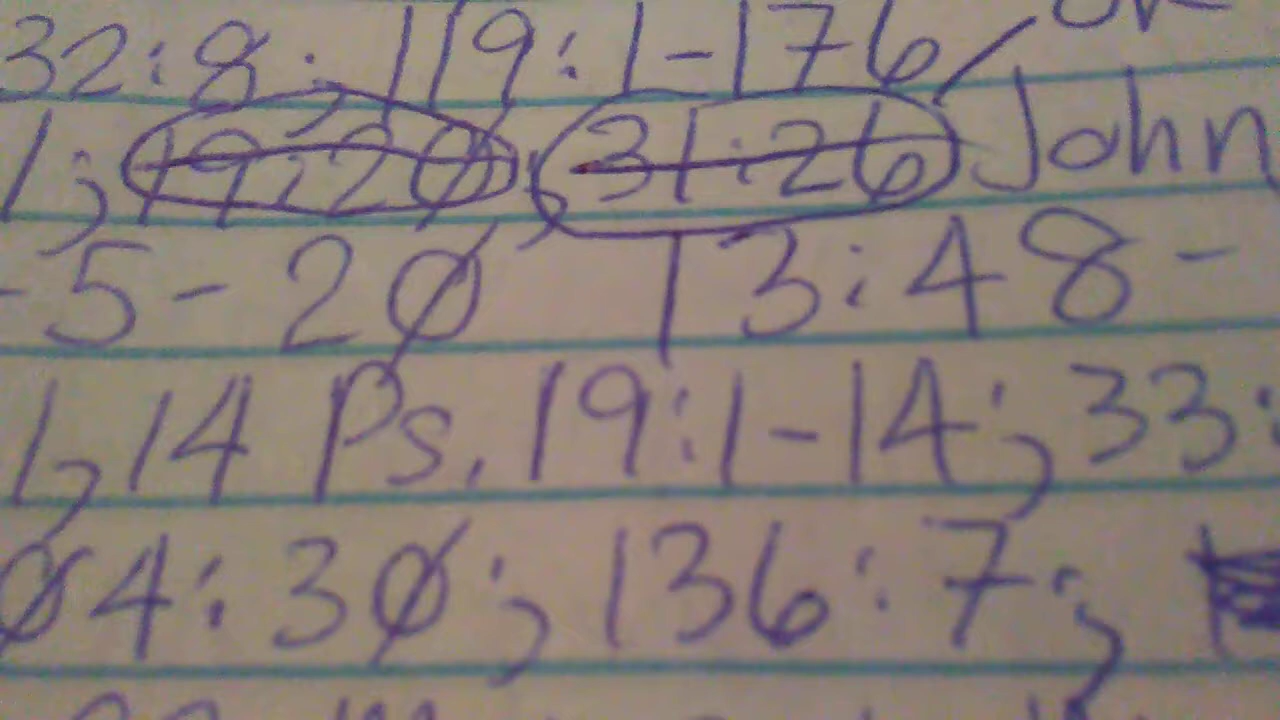 32:8; 119:1-176
1; 19:20; 31:26 John
-5-20 13:48-
1,14 Ps. 19:1-14; 33:
04:30; 136:7;